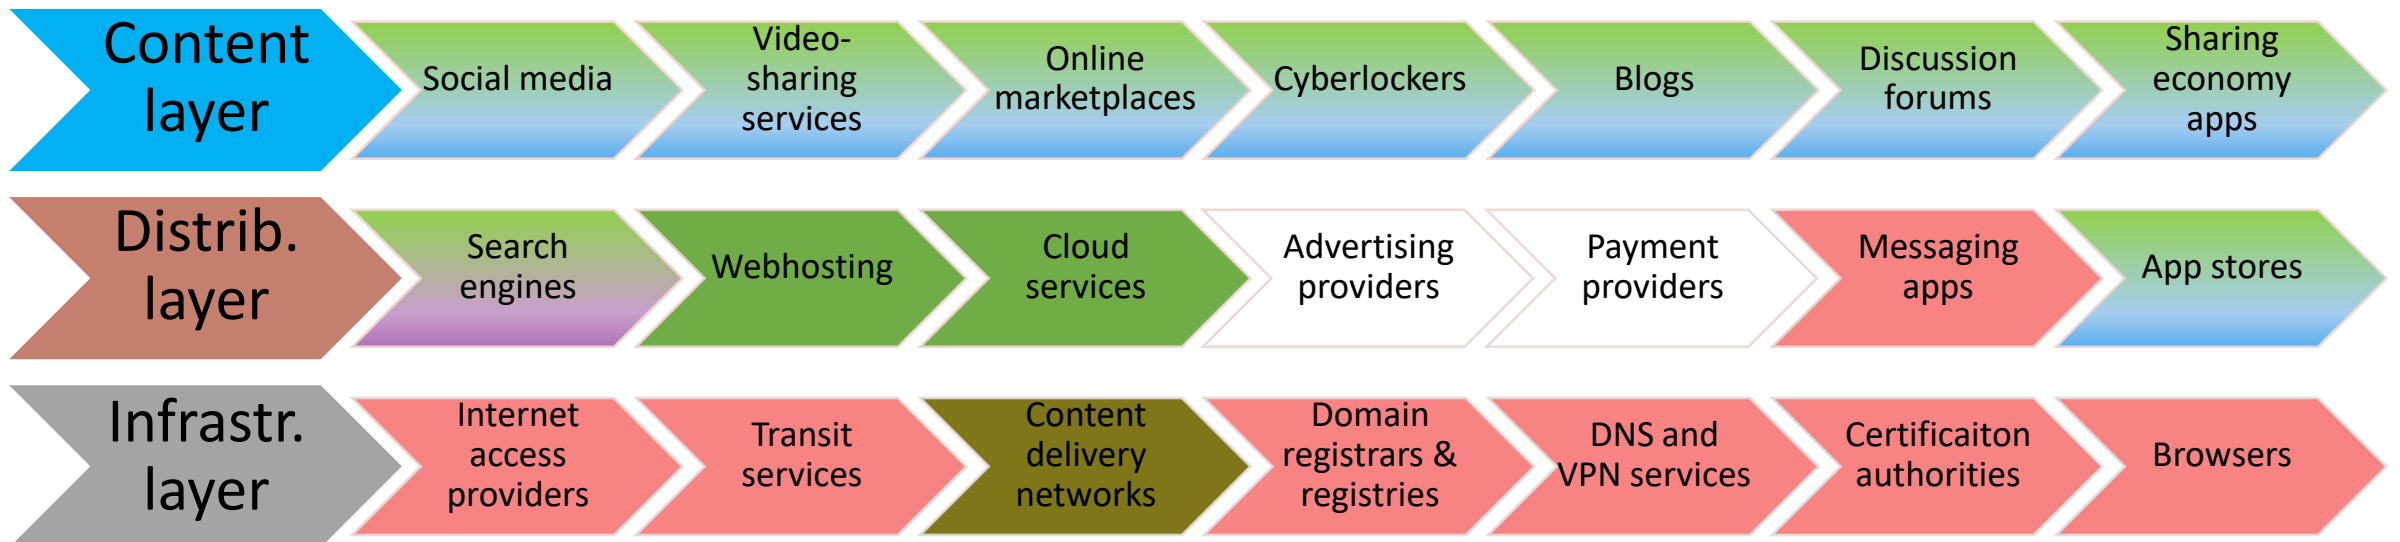 Content
layer
Social media
Video-
sharing
services
Online
marketplaces
Cyberlockers
Blogs
Discussion
forums
Sharing
economy
apps
Distrib.
layer
Search
engines
Webhosting
Cloud
services
Advertising
providers
Payment
providers
Messaging
apps
App stores
Infrastr.
layer
Internet
access
providers
Transit
services
Content
delivery
networks
Domain
registrars &
registries
DNS and
VPN services
Certificaiton
authorities
Browsers